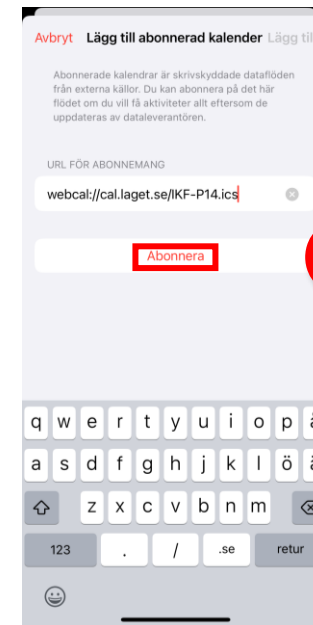 Avbryt Lägg till abonnerad kalender Lägg til
Abonnerade kalendrar är skrivskyddade dataflöden
från externa källor. Du kan abonnera på det här
flödet om du vill få aktiviteter allt eftersom de
uppdateras av dataleverantören.
URL FÖR ABONNEMANG
webcal://cal.laget.se/IKF-P14.ics
Abonnera
q w e r t y u i o p å
a s d f g h j k l ö ä
z x c v b n m
123 . / .se retur